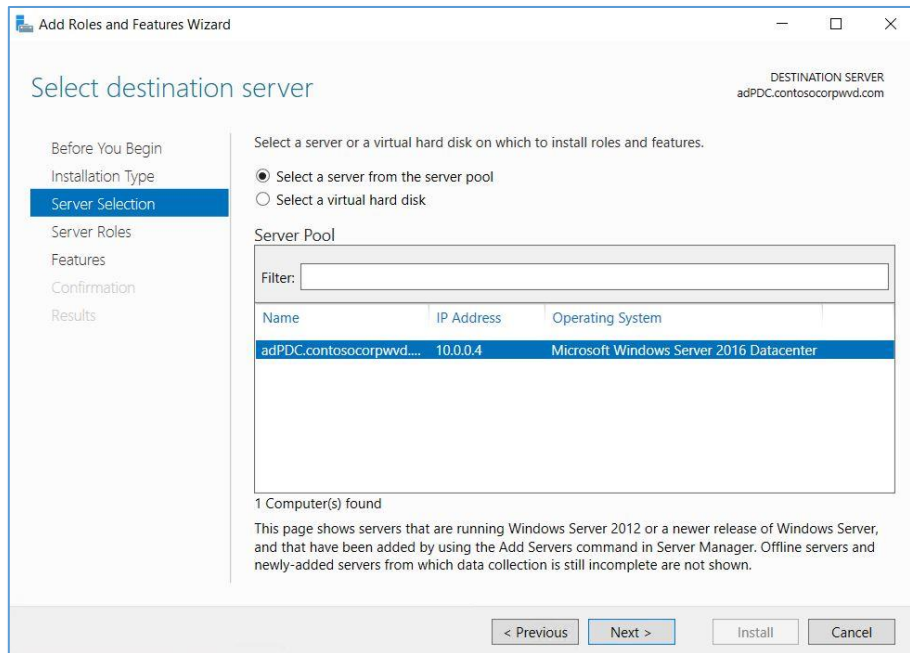 Add Roles and Features Wizard
Select destination server
DESTINATION SERVER
adPDC.contosocorpwvd.com
Before You Begin
Installation Type
Server Selection
Server Roles
Features
Confirmation
Results
Select a server or a virtual hard disk on which to install roles and features.
Select a server from the server pool
Select a virtual hard disk
Server Pool
Filter:
Name IP Address Operating System
adPDC.contosocorpwvd.... 10.0.0.4 Microsoft Windows Server 2016 Datacenter
1 Computer(s) found
This page shows servers that are running Windows Server 2012 or a newer release of Windows Server,
and that have been added by using the Add Servers command in Server Manager. Offline servers and
newly-added servers from which data collection is still incomplete are not shown.
< Previous Next > Install Cancel